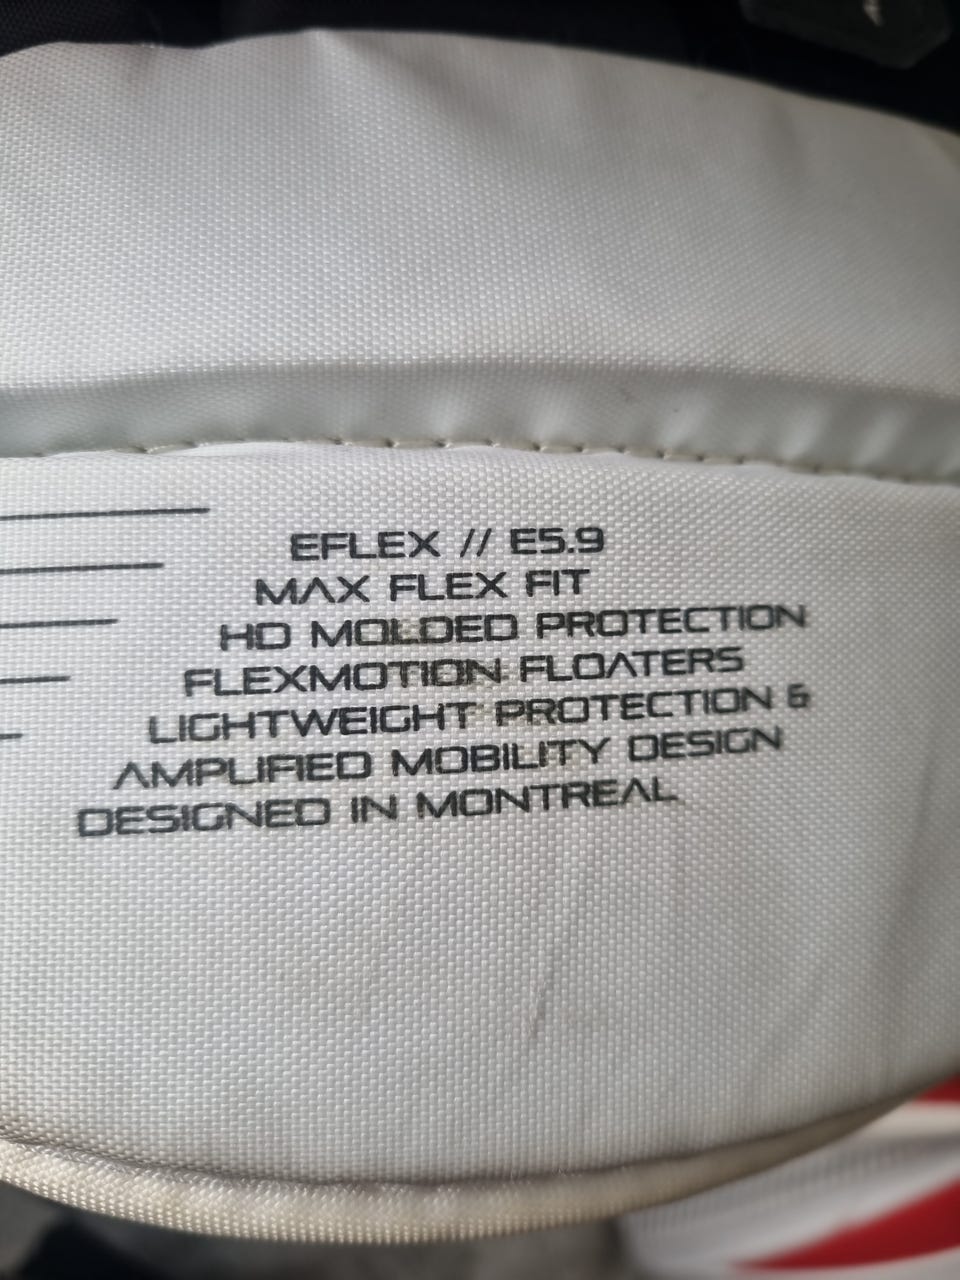 EFLEX // E5.9
MAX FLEX FIT
HD MOLDED PROTECTION
FLEXMOTION FLOATERS
LIGHTWEIGHT PROTECTION &
AMPLIFIED MOBILITY DESIGN
DESIGNED IN MONTREAL